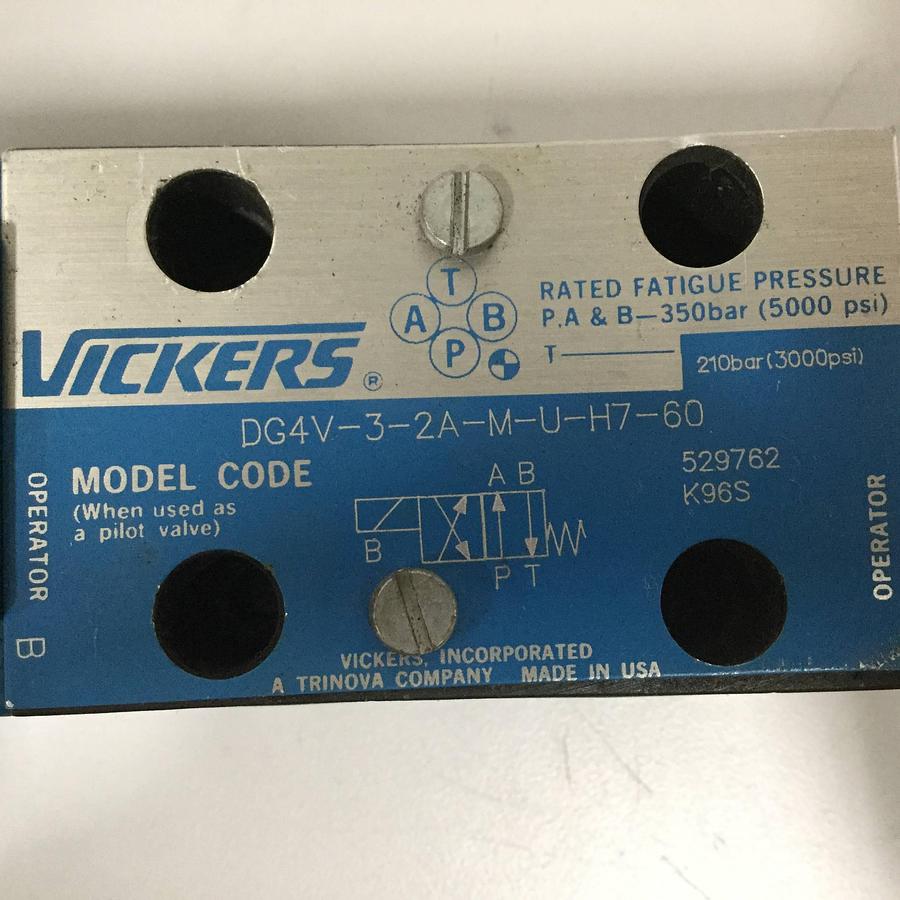 T
A B
P
VICKERS ®
RATED FATIGUE PRESSURE
P.A & B—350bar (5000 psi)
T— 210bar (3000psi)
DG4V-3-2A-M-U-H7-60
MODEL CODE
(When used as
a pilot valve)
529762
K96S
A B
B
P T
OPERATOR B
OPERATOR
VICKERS, INCORPORATED
A TRINOVA COMPANY MADE IN USA